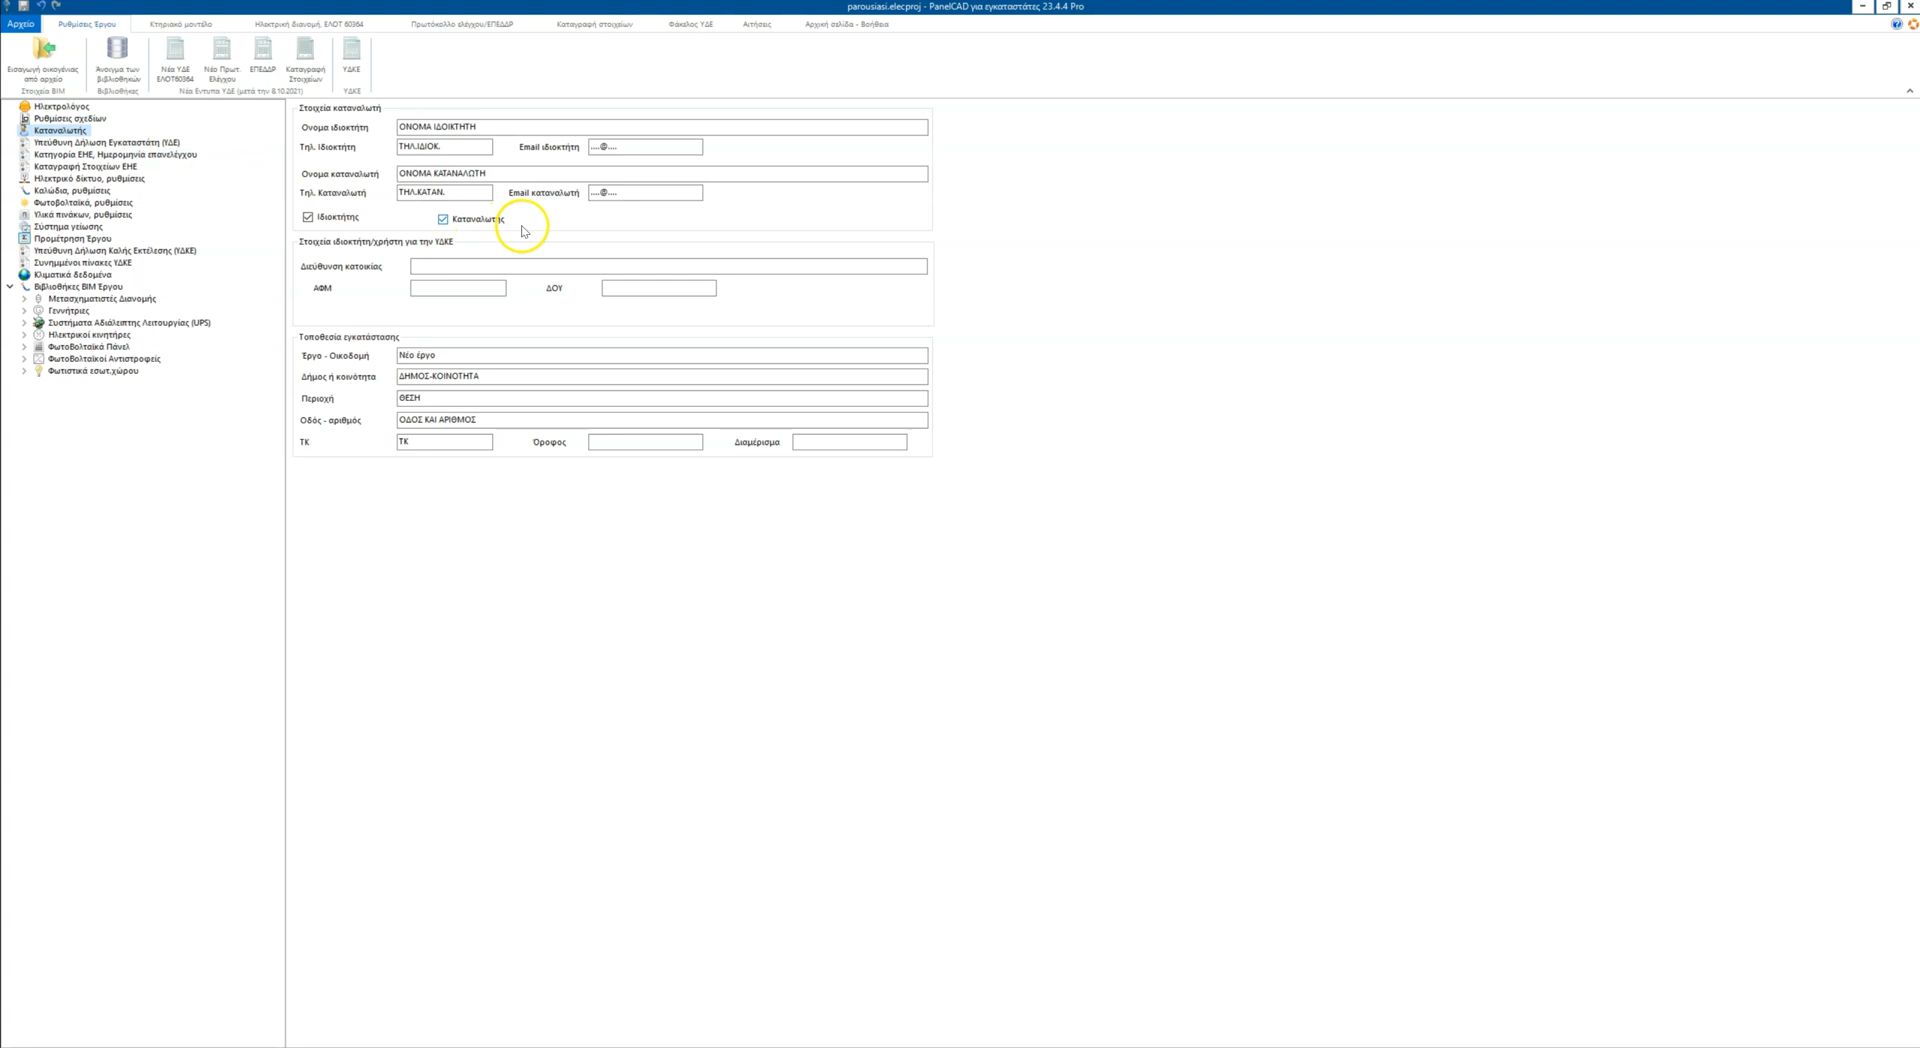 parousiasi.elecproj - PanelCAD για εγκαταστάτες 23.4.4 Pro
Αρχείο Ρυθμίσεις Έργου Κτηριακό μοντέλο Ηλεκτρική διανομή, ΕΛΟΤ 60364 Πρωτόκολλο ελέγχου/ΕΠΕΔΔΡ Καταγραφή στοιχείων Φάκελος ΥΔΕ Αιτήσεις Αρχική σελίδα - Βοήθεια
Εισαγωγή οικογένιας από αρχείο
Άνοιγμα των βιβλιοθηκών
Νέα ΥΔΕ ΕΛΟΤ60364
Νέο Πρωτ. Ελέγχου
ΕΠΕΔΔΡ
Καταγραφή Στοιχείων
ΥΔΚΕ
Στοιχεία BIM Βιβλιοθήκες Νέα Εντυπα ΥΔΕ (μετά την 8.10.2021) ΥΔΚΕ
Ηλεκτρολόγος
Ρυθμίσεις σχεδίων
Καταναλωτής
Υπεύθυνη Δήλωση Εγκαταστάτη (ΥΔΕ)
Κατηγορία ΕΗΕ, Ημερομηνία επανελέγχου
Καταγραφή Στοιχείων ΕΗΕ
Ηλεκτρικό δίκτυο, ρυθμίσεις
Καλώδια, ρυθμίσεις
Φωτοβολταϊκά, ρυθμίσεις
Υλικά πινάκων, ρυθμίσεις
Σύστημα γείωσης
Προμέτρηση Έργου
Υπεύθυνη Δήλωση Καλής Εκτέλεσης (ΥΔΚΕ)
Συνημμένοι πίνακες ΥΔΚΕ
Κλιματικά δεδομένα
Βιβλιοθήκες BIM Έργου
Μετασχηματιστές Διανομής
Γεννήτριες
Συστήματα Αδιάλειπτης Λειτουργίας (UPS)
Ηλεκτρικοί κινητήρες
ΦωτοΒολταϊκά Πάνελ
ΦωτοΒολταϊκοί Αντιστροφείς
Φωτιστικά εσωτ.χώρου
Στοιχεία καταναλωτή
Ονομα ιδιοκτήτη ΟΝΟΜΑ ΙΔΟΙΚΤΗΤΗ
Τηλ. Ιδιοκτήτη ΤΗΛ.ΙΔΙΟΚ. Email ιδιοκτήτη ....@....
Ονομα καταναλωτή ΟΝΟΜΑ ΚΑΤΑΝΑΛΩΤΗ
Τηλ. Καταναλωτή ΤΗΛ.ΚΑΤΑΝ. Email καταναλωτή ....@....
Ιδιοκτήτης Καταναλωτής
Στοιχεία ιδιοκτήτη/χρήστη για την ΥΔΚΕ
Διεύθυνση κατοικίας
ΑΦΜ ΔΟΥ
Τοποθεσία εγκατάστασης
Έργο - Οικοδομή Νέο έργο
Δήμος ή κοινότητα ΔΗΜΟΣ-ΚΟΙΝΟΤΗΤΑ
Περιοχή ΘΕΣΗ
Οδός - αριθμός ΟΔΟΣ ΚΑΙ ΑΡΙΘΜΟΣ
ΤΚ ΤΚ Όροφος Διαμέρισμα